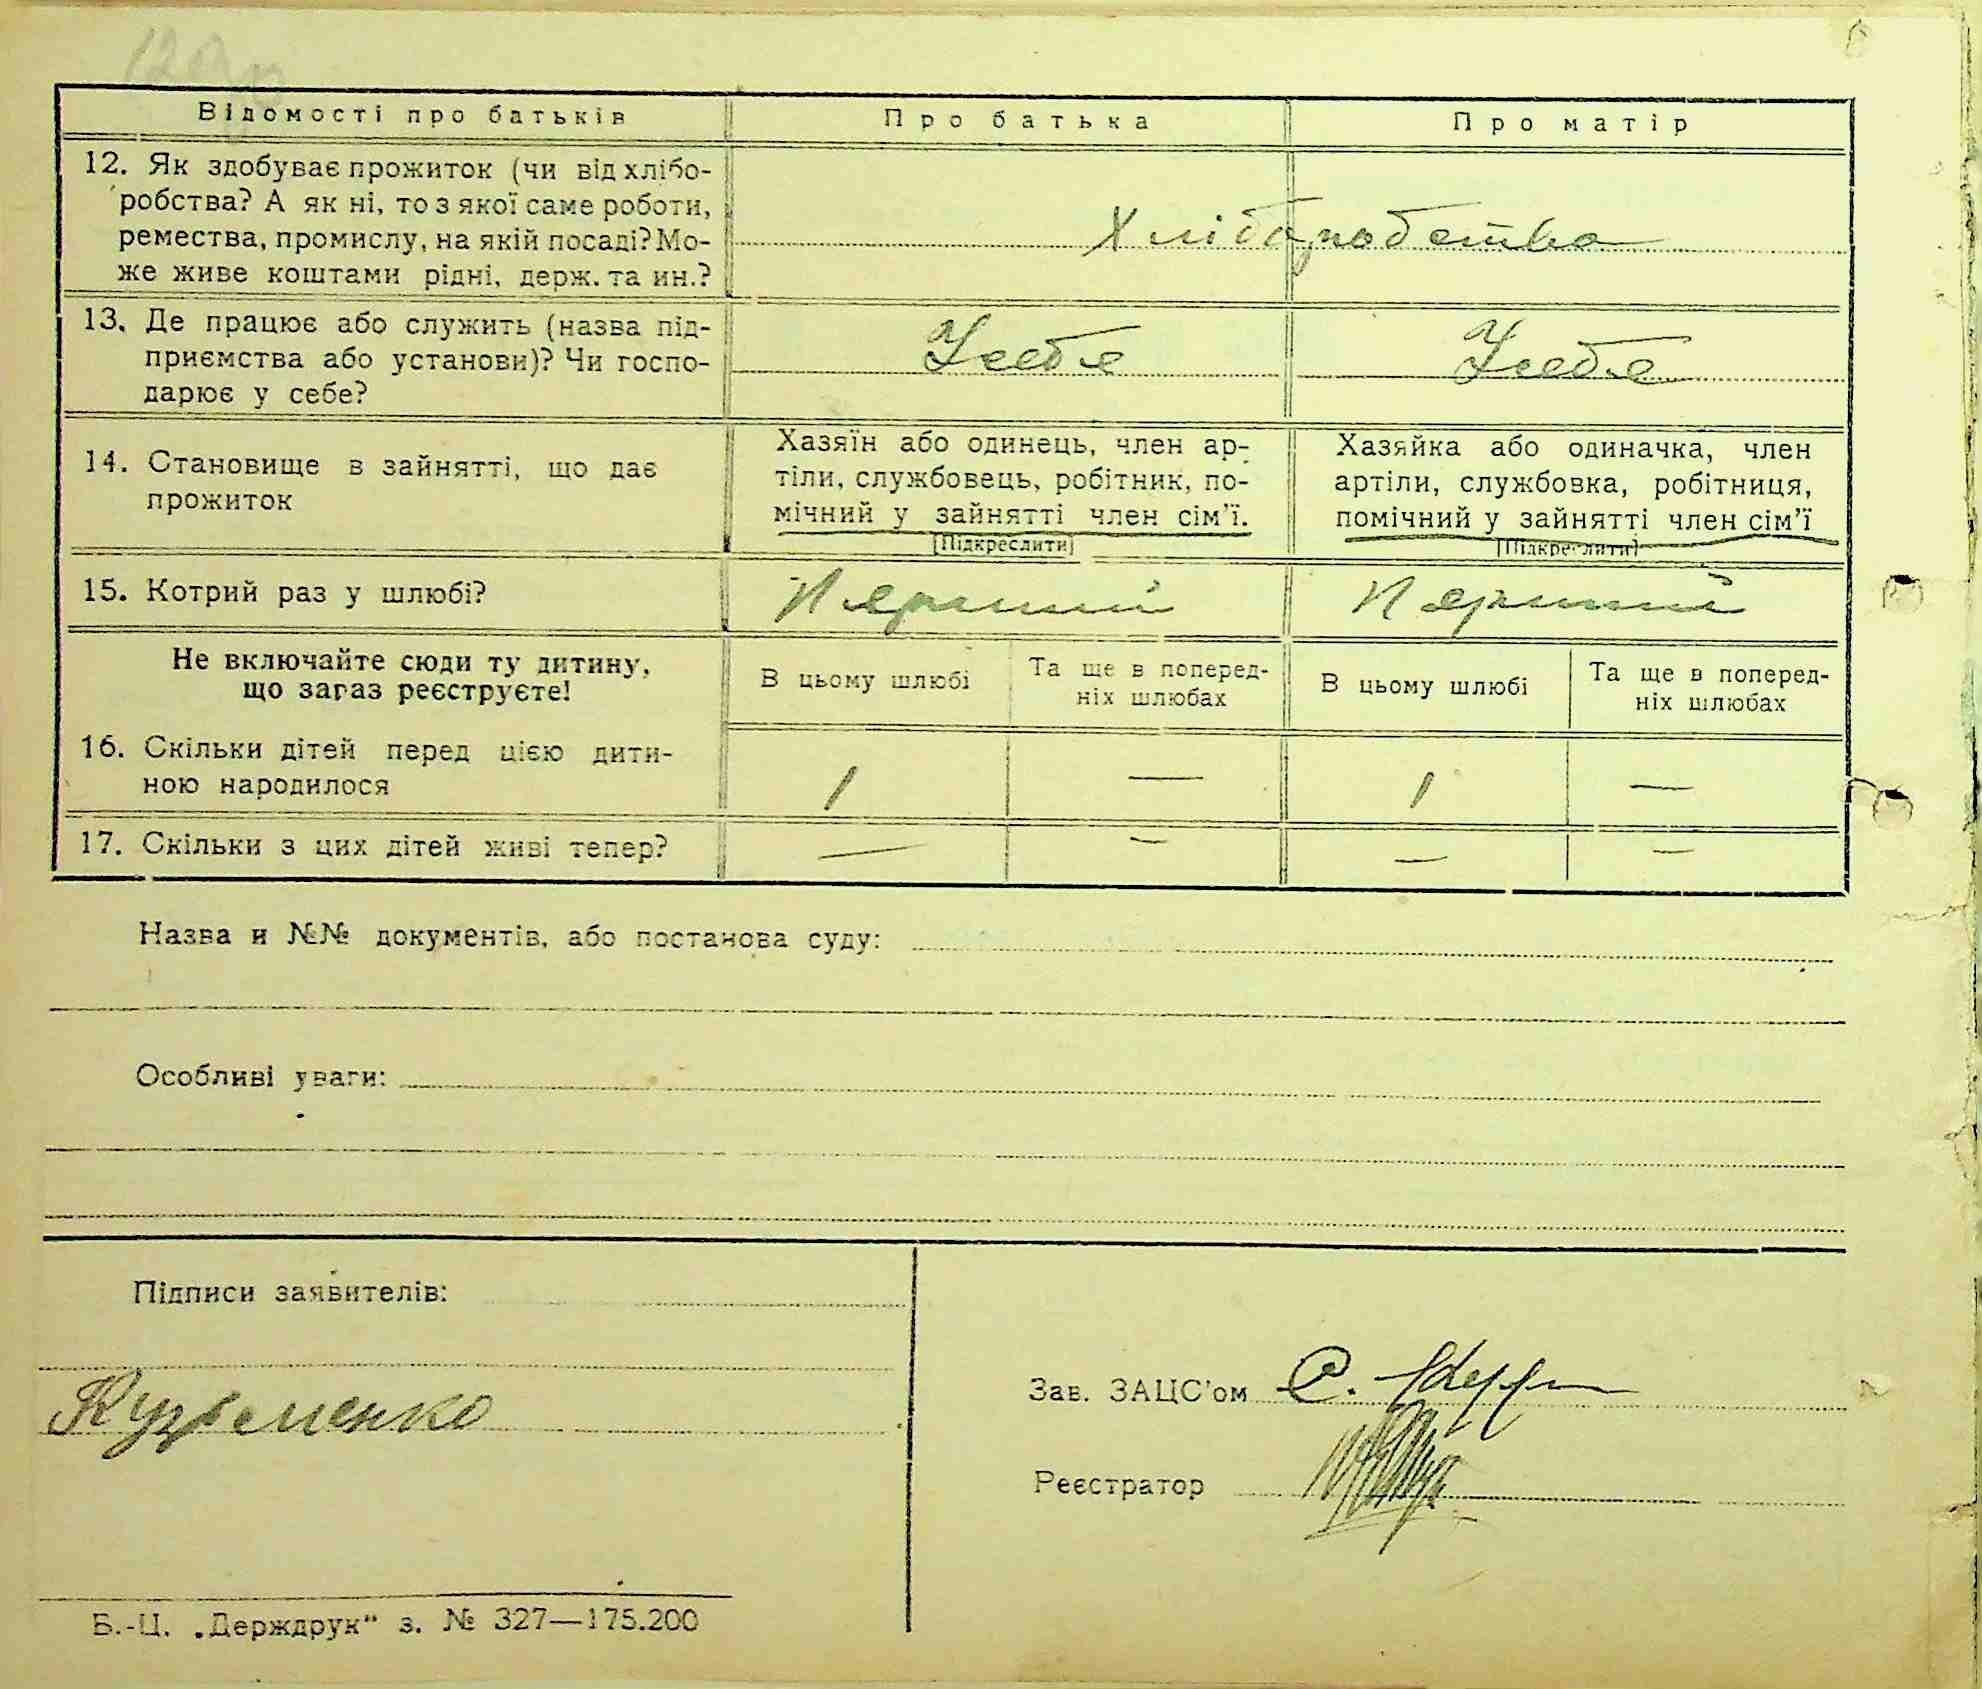 Відомості про батьків
Про батька
Про матір
12. Як здобуває прожиток (чи від хлібо-
робства? А як ні, то з якої саме роботи,
ремества, промислу, на якій посаді? Мо-
же живе коштами рідні, держ. та ин.?
Хліборобство
13. Де працює або служить (назва під-
приємства або установи)? Чи госпо-
дарює у себе?
Усебе
Усебе
14. Становище в зайнятті, що дає
прожиток
Хазяїн або одинець, член ар-
тіли, службовець, робітник, по-
мічний у зайнятті член сім’ї.
[Підкреслити]
Хазяйка або одиначка, член
артіли, службовка, робітниця,
помічний у зайнятті член сім’ї
[Підкреслити]
15. Котрий раз у шлюбі?
Перший
Перший
Не включайте сюди ту дитину,
що зараз реєструєте!
В цьому шлюбі
Та ще в поперед-
ніх шлюбах
В цьому шлюбі
Та ще в поперед-
ніх шлюбах
16. Скільки дітей перед цією дити-
ною народилося
1
—
1
—
17. Скільки з цих дітей живі тепер?
—
—
—
—
Назва и №№ документів, або постанова суду:
Особливі уваги:
Підписи заявителів:
Кузьменко
Зав. ЗАЦС’ом
Реєстратор
Б.-Ц. „Держдрук“ з. № 327—175.200